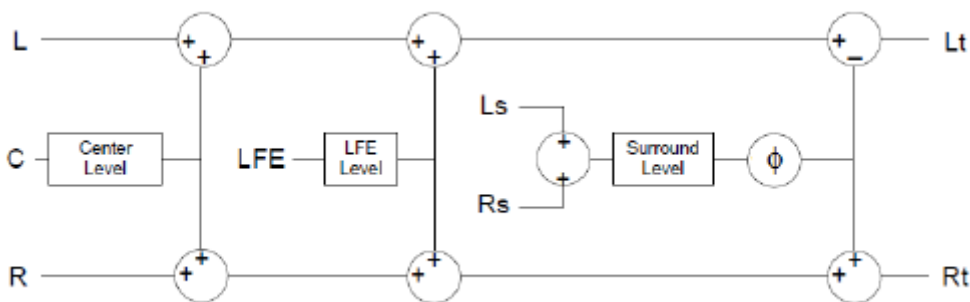 L
+
+
+
+
+
−
Lt
Ls
+
C
Center
Level
LFE
LFE
Level
Surround
Level
ϕ
+
Rs
R
+
+
+
+
+
+
Rt